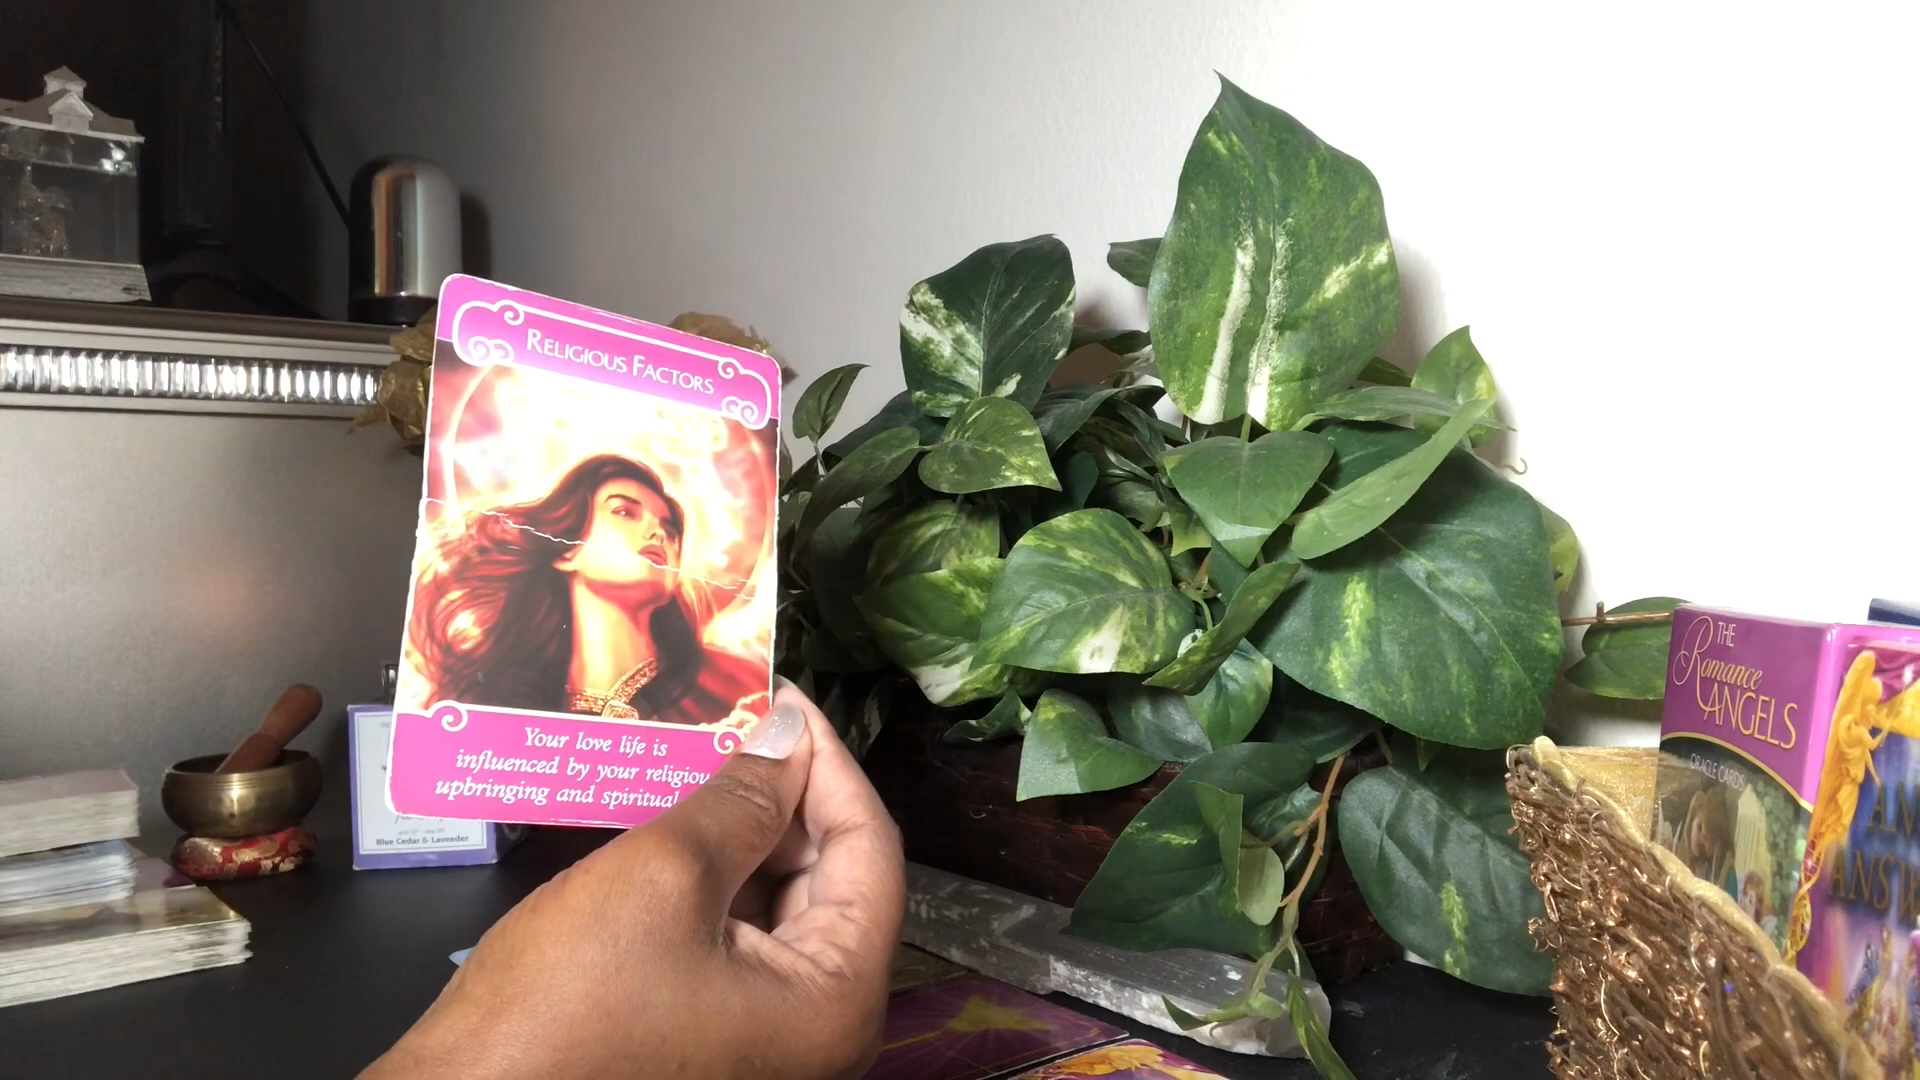 RELIGIOUS FACTORS
Your love life is
influenced by your religiou
upbringing and spiritual
Blue Cedar & Lavender
THE
Romance
ANGELS
ORACLE CARDS